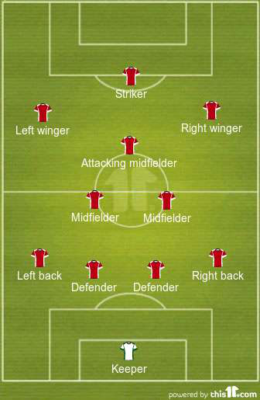 Striker
Left winger
Right winger
Attacking midfielder
Midfielder
Midfielder
Left back
Defender
Defender
Right back
Keeper
powered by this11.com